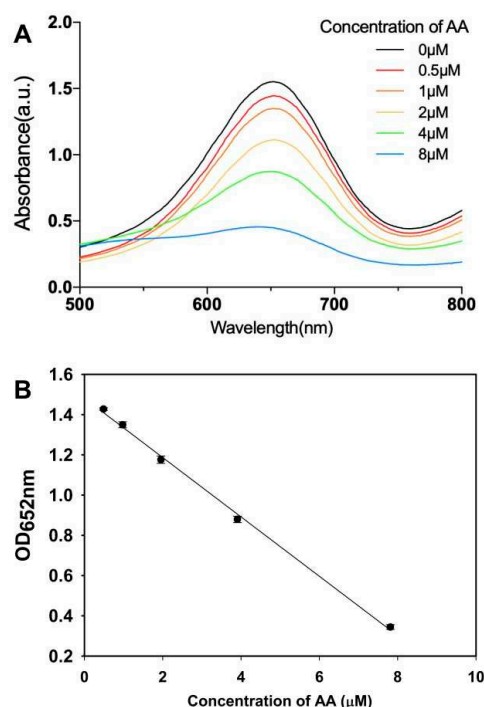 A
Concentration of AA
0μM
0.5μM
1μM
2μM
4μM
8μM
Absorbance(a.u.)
2.0
1.5
1.0
0.5
0.0
500
600
700
800
Wavelength(nm)
B
OD652nm
1.6
1.4
1.2
1.0
0.8
0.6
0.4
0.2
0
2
4
6
8
10
Concentration of AA (μM)